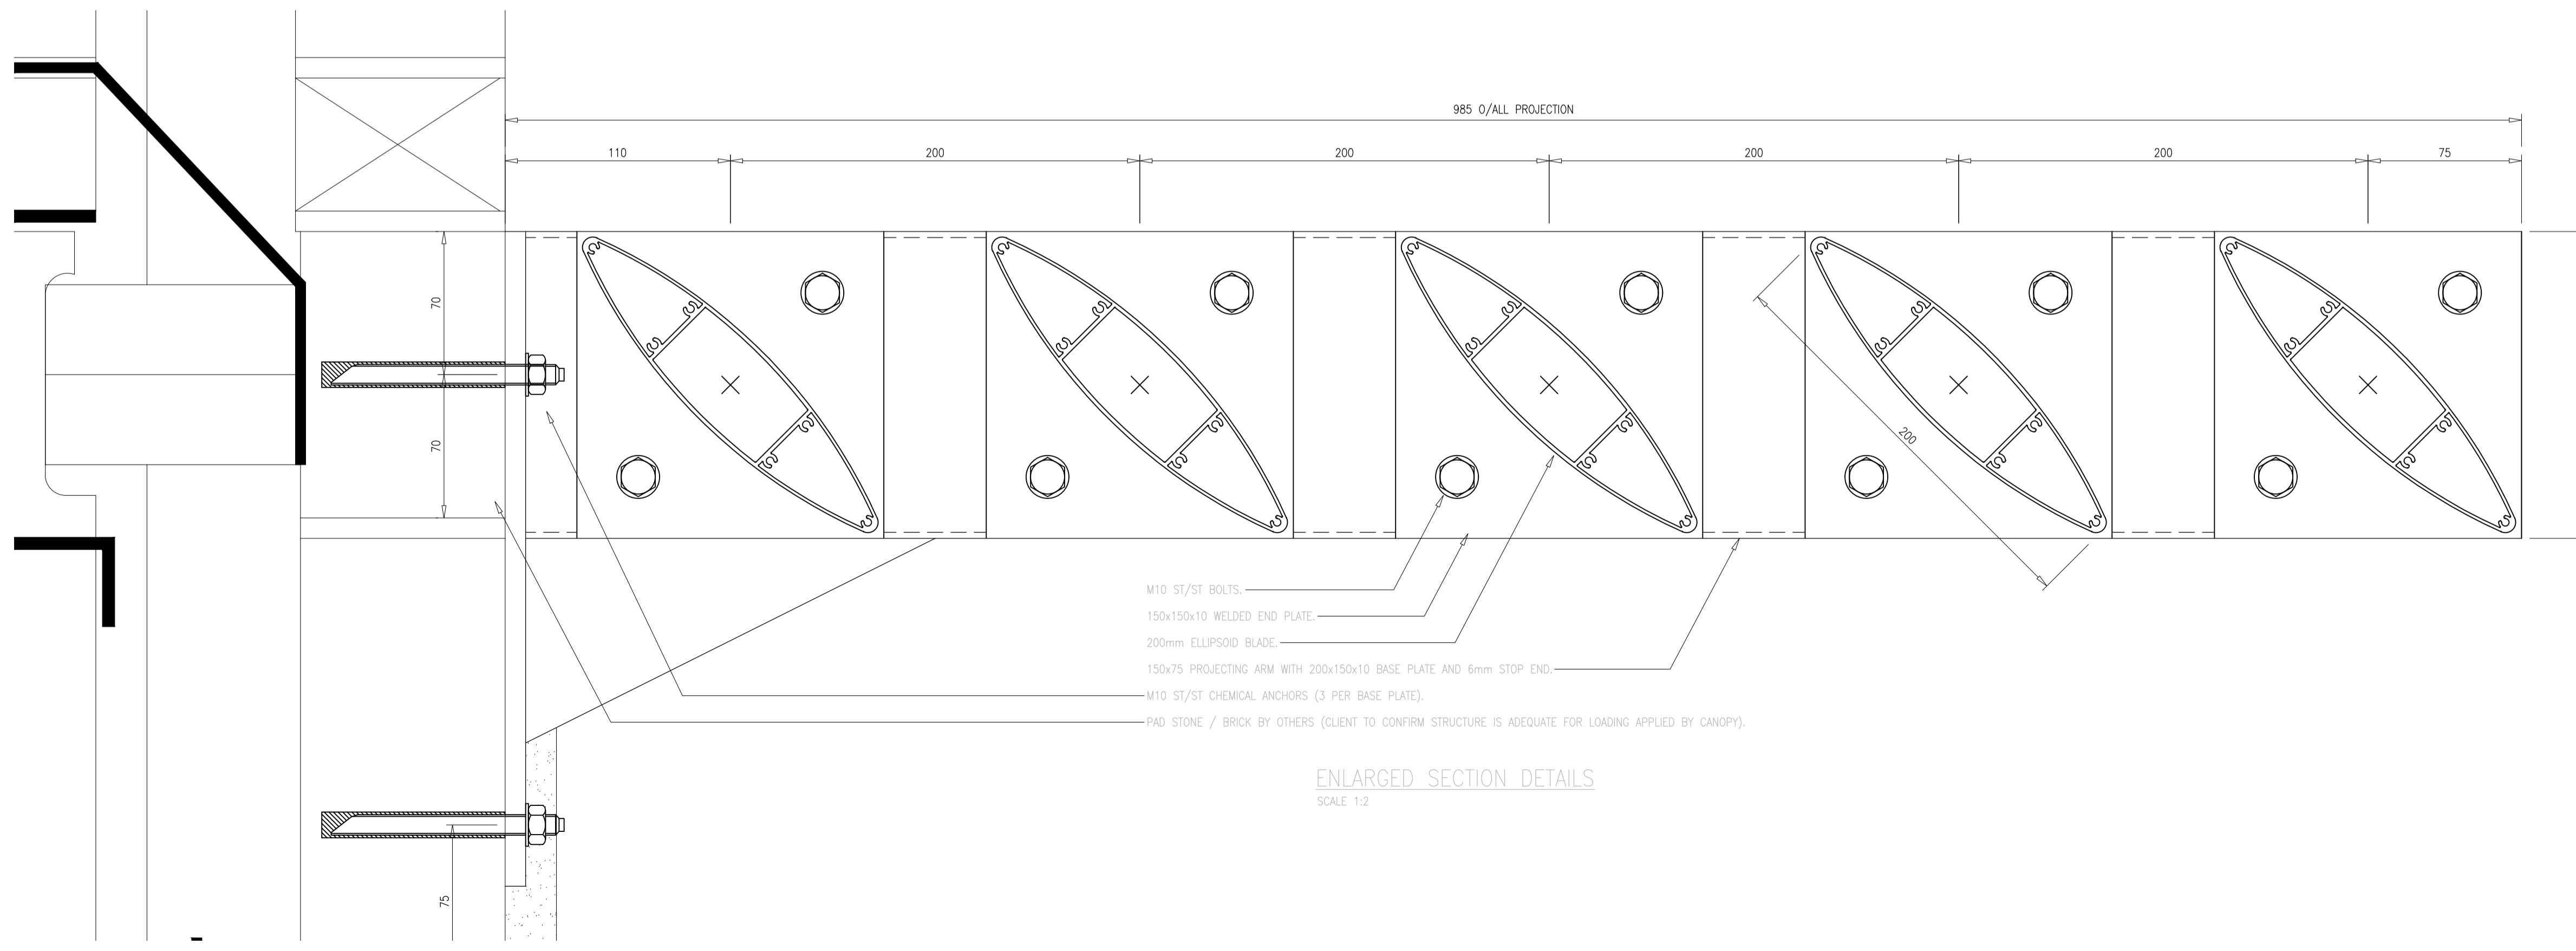 985 O/ALL PROJECTION
110 200 200 200 200 75
70
70
200
M10 ST/ST BOLTS.
150x150x10 WELDED END PLATE.
200mm ELLIPSOID BLADE.
150x75 PROJECTING ARM WITH 200x150x10 BASE PLATE AND 6mm STOP END.
M10 ST/ST CHEMICAL ANCHORS (3 PER BASE PLATE).
PAD STONE / BRICK BY OTHERS (CLIENT TO CONFIRM STRUCTURE IS ADEQUATE FOR LOADING APPLIED BY CANOPY).
ENLARGED SECTION DETAILS
SCALE 1:2
75